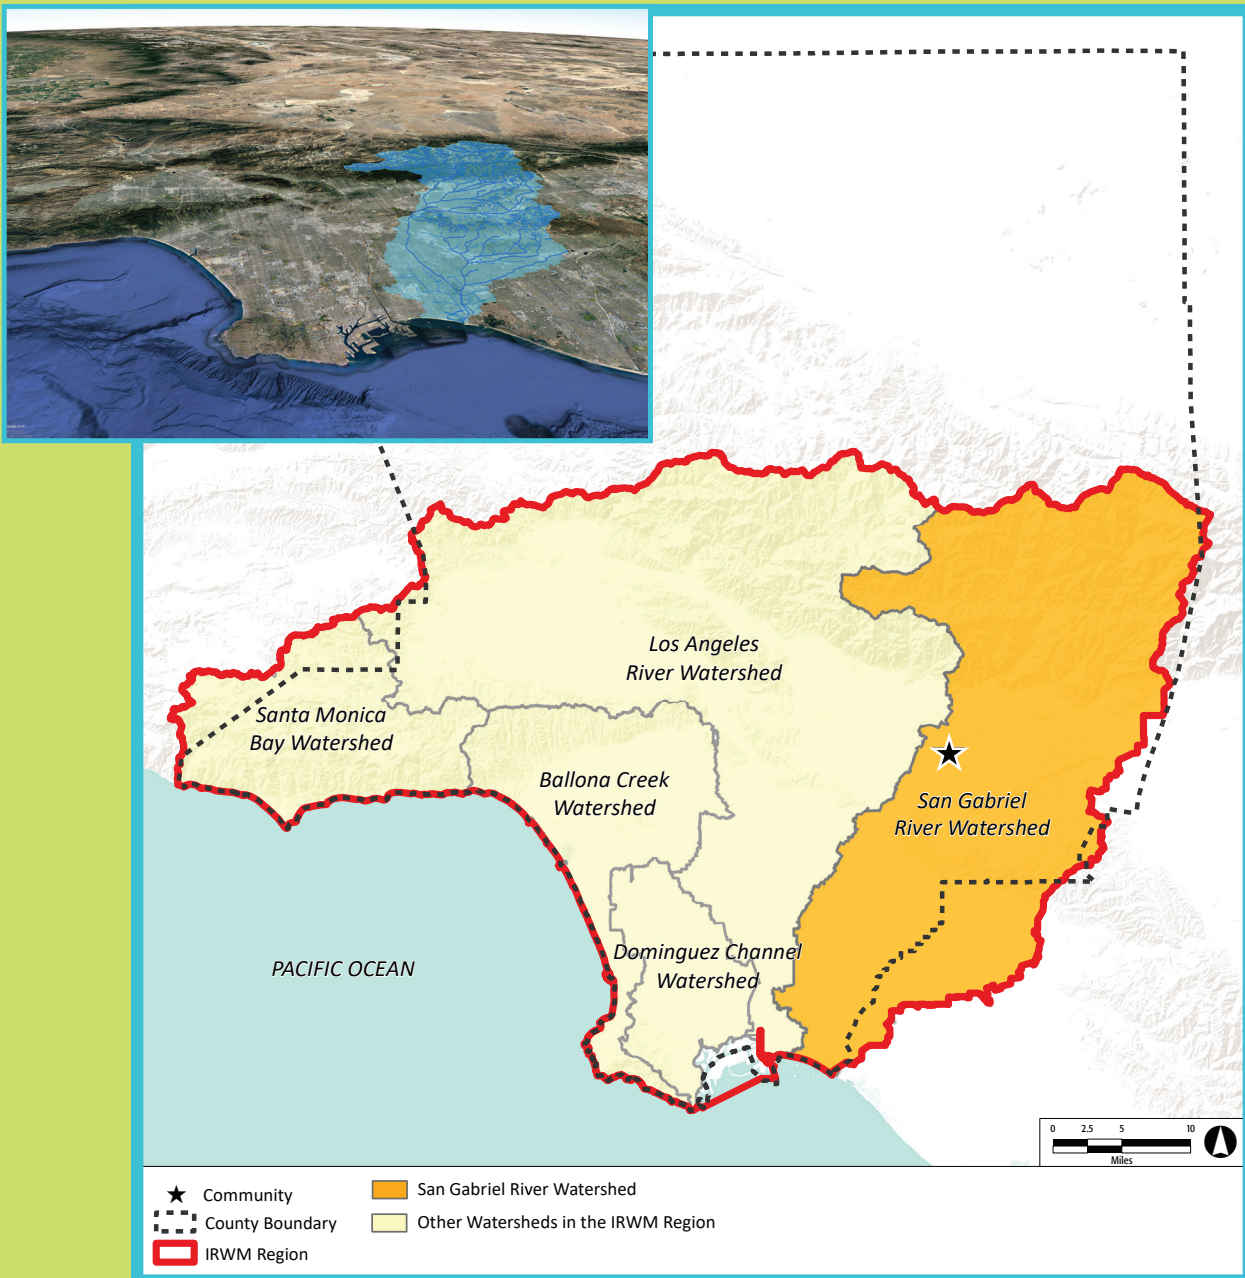 Los Angeles
River Watershed
Santa Monica
Bay Watershed
Ballona Creek
Watershed
San Gabriel
River Watershed
Dominguez Channel
Watershed
PACIFIC OCEAN
0 2.5 5 10
Miles
Community
County Boundary
IRWM Region
San Gabriel River Watershed
Other Watersheds in the IRWM Region